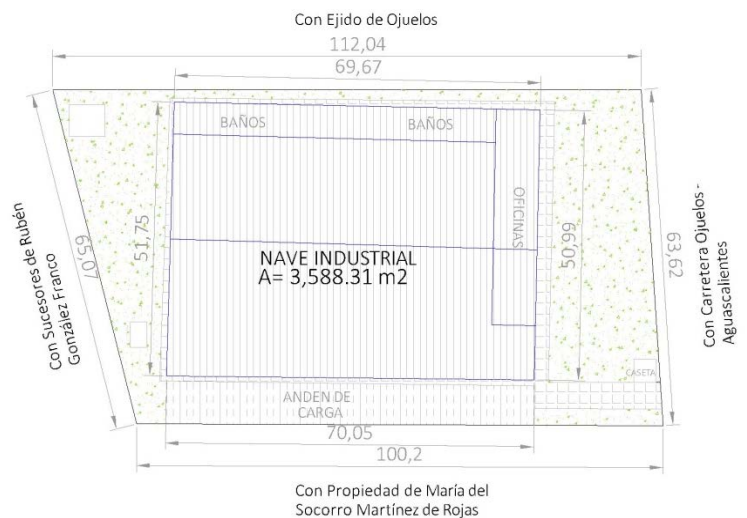 Con Ejido de Ojuelos
112,04
69,67
BAÑOS
BAÑOS
OFICINAS
Con Sucesores de Rubén
González Franco
65,07
51,75
NAVE INDUSTRIAL
A= 3,588.31 m2
50,99
63,62
Con Carretera Ojuelos -
Aguascalientes
CASETA
ANDEN DE
CARGA
70,05
100,2
Con Propiedad de María del
Socorro Martínez de Rojas